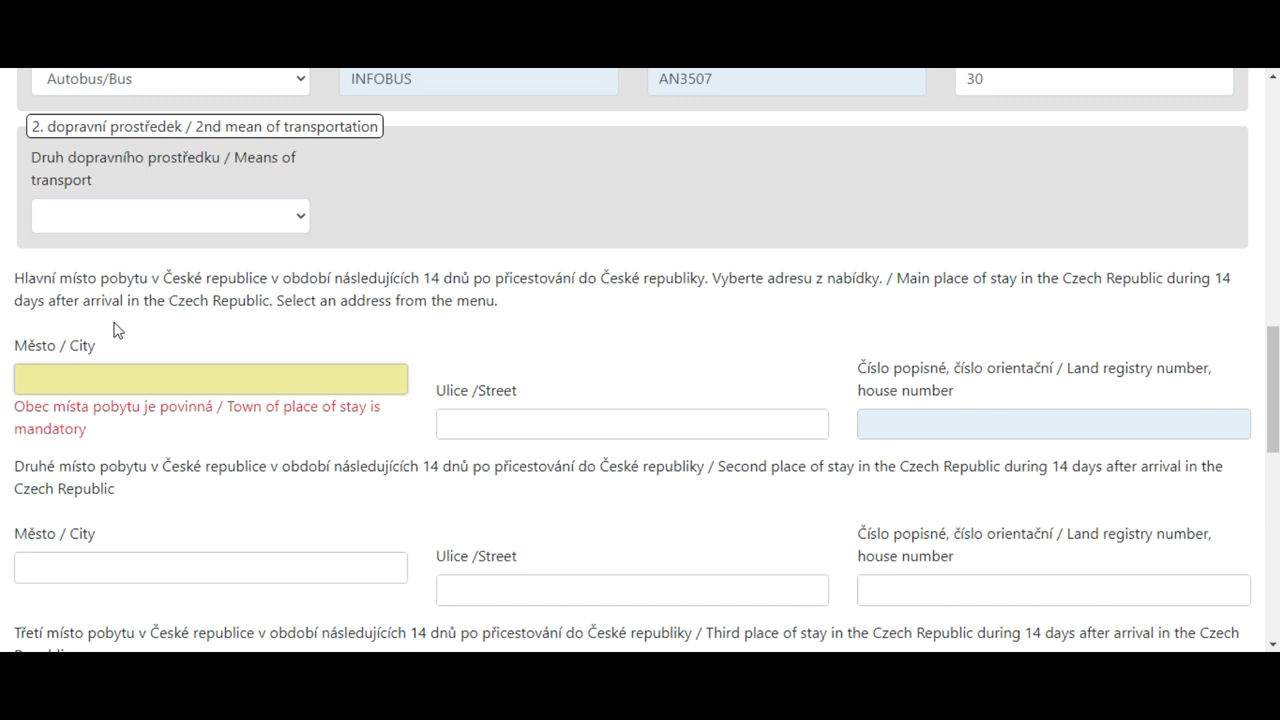 Autobus/Bus INFOBUS AN3507 30
2. dopravní prostředek / 2nd mean of transportation
Druh dopravního prostředku / Means of
transport
Hlavní místo pobytu v České republice v období následujících 14 dnů po přicestování do České republiky. Vyberte adresu z nabídky. / Main place of stay in the Czech Republic during 14
days after arrival in the Czech Republic. Select an address from the menu.
Město / City
Obec místa pobytu je povinná / Town of place of stay is
mandatory
Ulice /Street
Číslo popisné, číslo orientační / Land registry number,
house number
Druhé místo pobytu v České republice v období následujících 14 dnů po přicestování do České republiky / Second place of stay in the Czech Republic during 14 days after arrival in the
Czech Republic
Město / City
Ulice /Street
Číslo popisné, číslo orientační / Land registry number,
house number
Třetí místo pobytu v České republice v období následujících 14 dnů po přicestování do České republiky / Third place of stay in the Czech Republic during 14 days after arrival in the Czech